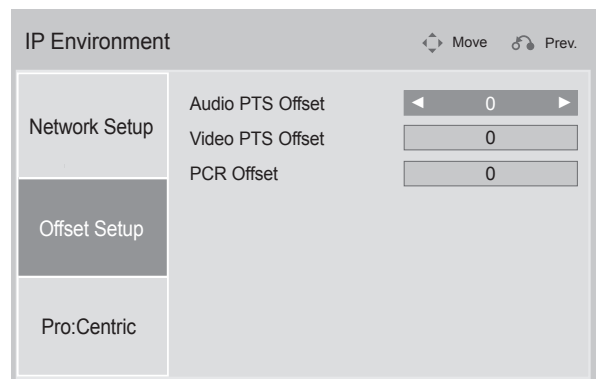 IP Environment
Move
Prev.
Network Setup
Offset Setup
Pro:Centric
Audio PTS Offset
◄ 0 ►
Video PTS Offset
0
PCR Offset
0